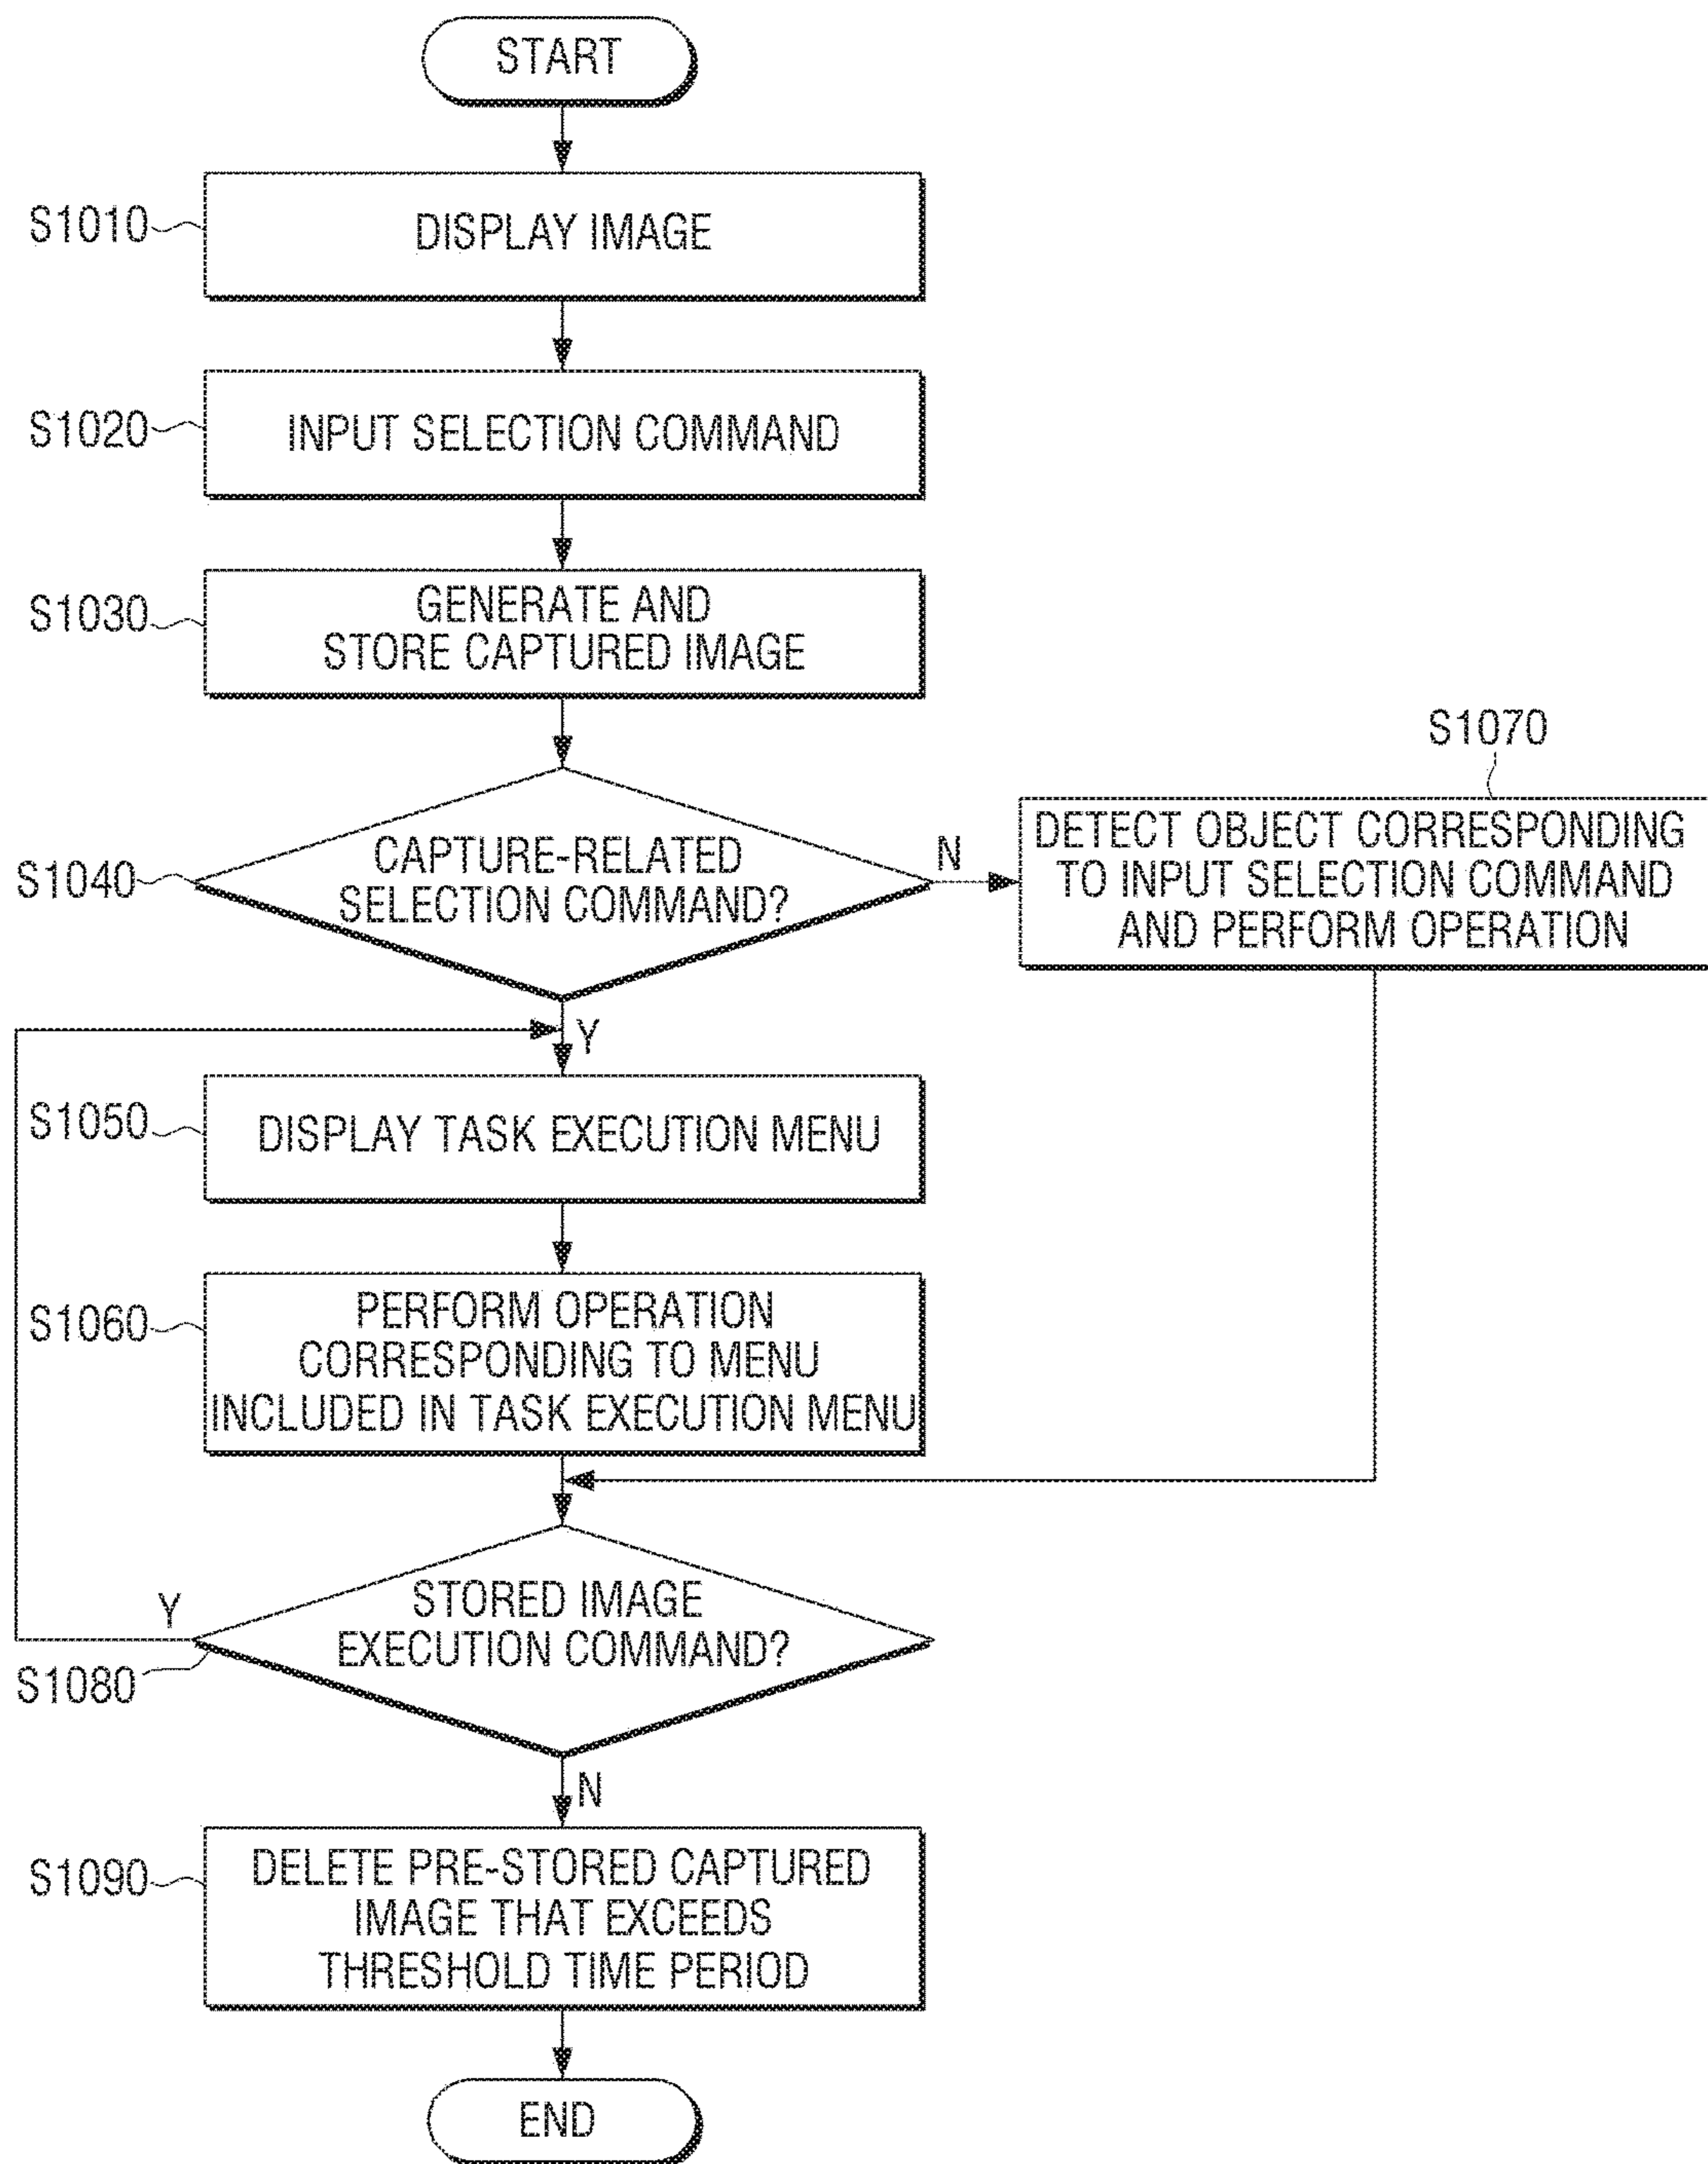 START
S1010
DISPLAY IMAGE
S1020
INPUT SELECTION COMMAND
S1030
GENERATE AND
STORE CAPTURED IMAGE
S1040
CAPTURE-RELATED
SELECTION COMMAND?
N
S1070
DETECT OBJECT CORRESPONDING
TO INPUT SELECTION COMMAND
AND PERFORM OPERATION
Y
S1050
DISPLAY TASK EXECUTION MENU
S1060
PERFORM OPERATION
CORRESPONDING TO MENU
INCLUDED IN TASK EXECUTION MENU
Y
S1080
STORED IMAGE
EXECUTION COMMAND?
N
S1090
DELETE PRE-STORED CAPTURED
IMAGE THAT EXCEEDS
THRESHOLD TIME PERIOD
END